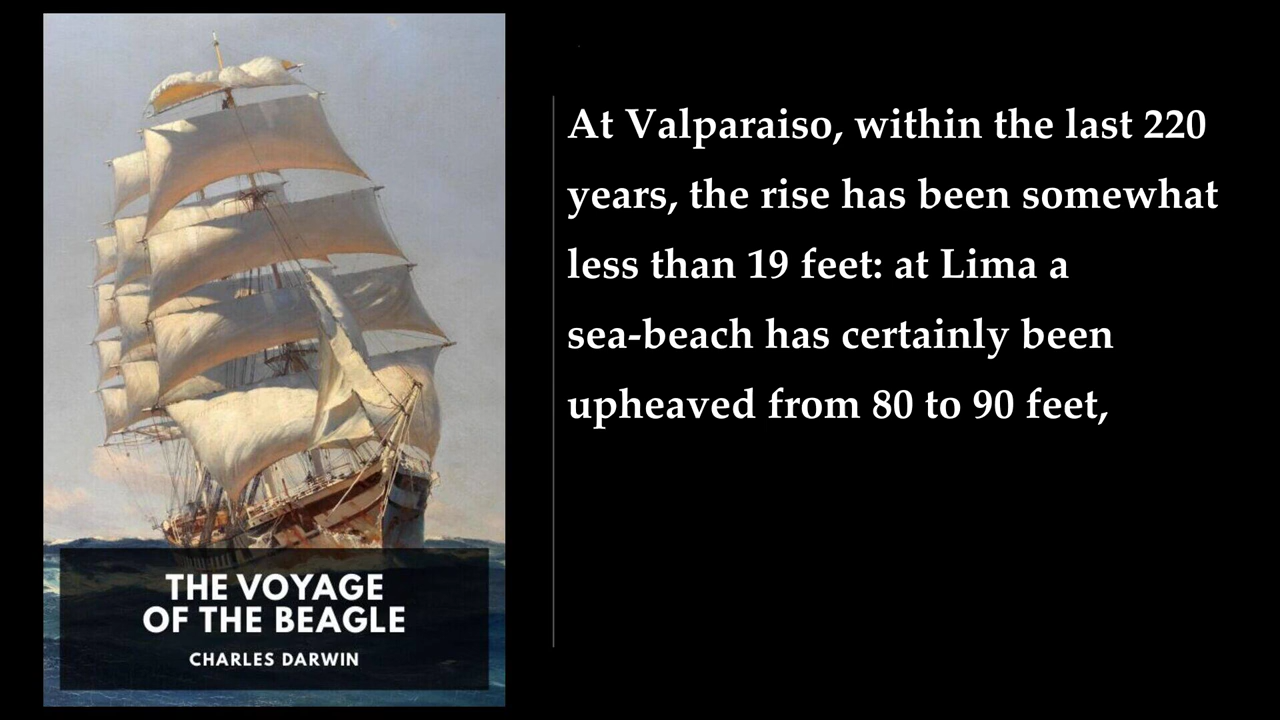 At Valparaiso, within the last 220
years, the rise has been somewhat
less than 19 feet: at Lima a
sea-beach has certainly been
upheaved from 80 to 90 feet,
THE VOYAGE
OF THE BEAGLE
CHARLES DARWIN